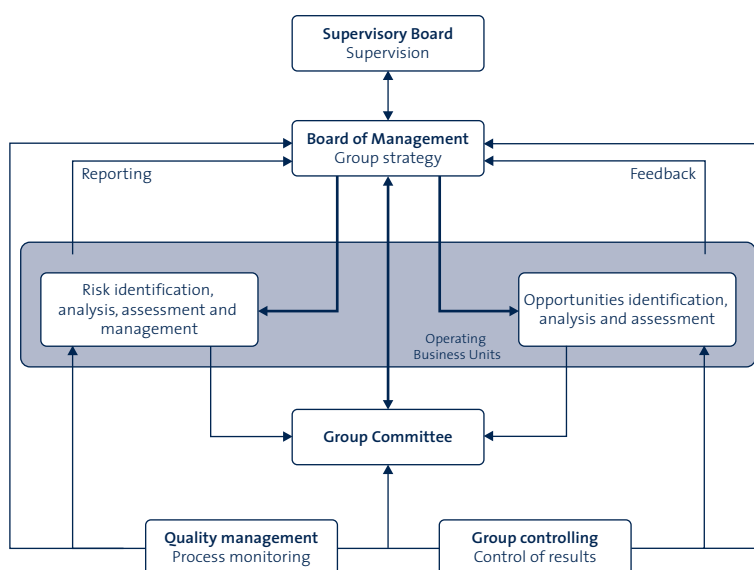 Supervisory Board
Supervision
Board of Management
Group strategy
Reporting
Feedback
Risk identification,
analysis, assessment and
management
Opportunities identification,
analysis and assessment
Operating
Business Units
Group Committee
Quality management
Process monitoring
Group controlling
Control of results